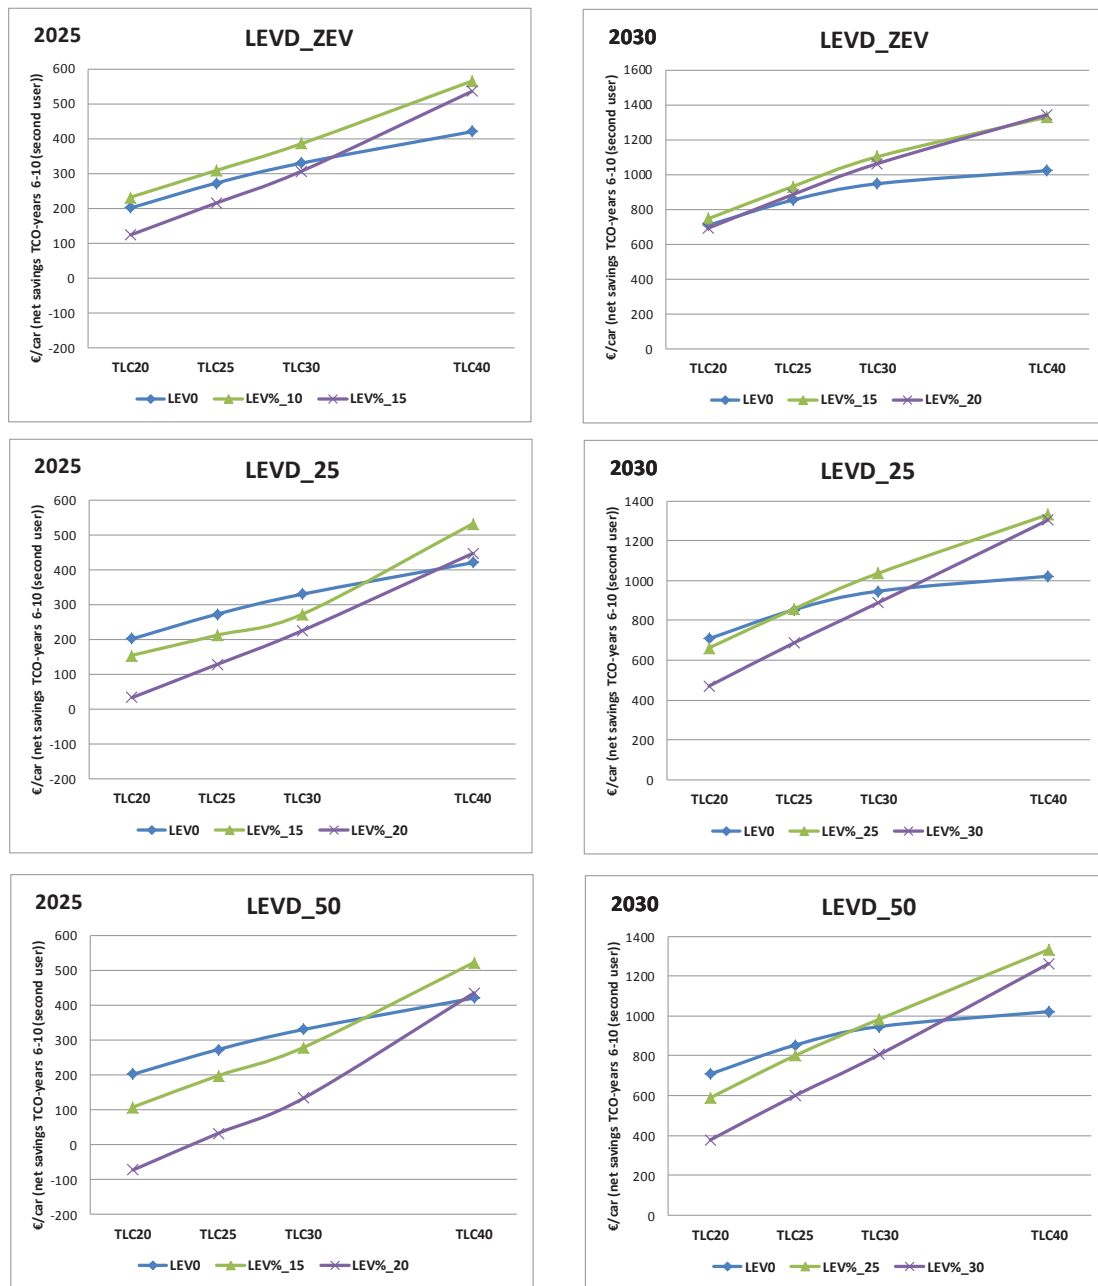 2025
LEVD_ZEV
€/car (net savings TCO-years 6-10 (second user))
600
500
400
300
200
100
0
-100
-200
TLC20 TLC25 TLC30 TLC40
LEV0 LEV%_10 LEV%_15
2030
LEVD_ZEV
€/car (net savings TCO-years 6-10 (second user))
1600
1400
1200
1000
800
600
400
200
0
TLC20 TLC25 TLC30 TLC40
LEV0 LEV%_15 LEV%_20
2025
LEVD_25
€/car (net savings TCO-years 6-10 (second user))
600
500
400
300
200
100
0
-100
-200
TLC20 TLC25 TLC30 TLC40
LEV0 LEV%_15 LEV%_20
2030
LEVD_25
€/car (net savings TCO-years 6-10 (second user))
1400
1200
1000
800
600
400
200
0
TLC20 TLC25 TLC30 TLC40
LEV0 LEV%_25 LEV%_30
2025
LEVD_50
€/car (net savings TCO-years 6-10 (second user))
600
500
400
300
200
100
0
-100
-200
TLC20 TLC25 TLC30 TLC40
LEV0 LEV%_15 LEV%_20
2030
LEVD_50
€/car (net savings TCO-years 6-10 (second user))
1400
1200
1000
800
600
400
200
0
TLC20 TLC25 TLC30 TLC40
LEV0 LEV%_25 LEV%_30